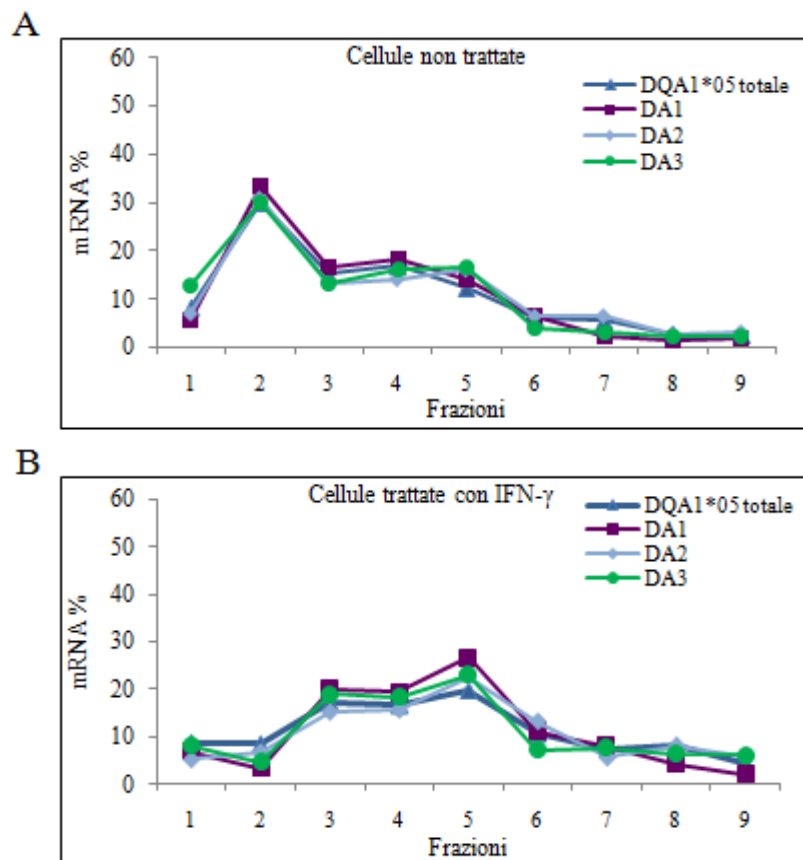 A
Cellule non trattate
DQA1*05 totale
DA1
DA2
DA3
mRNA %
60
50
40
30
20
10
0
1 2 3 4 5 6 7 8 9
Frazioni
B
Cellule trattate con IFN-γ
DQA1*05 totale
DA1
DA2
DA3
mRNA %
60
50
40
30
20
10
0
1 2 3 4 5 6 7 8 9
Frazioni